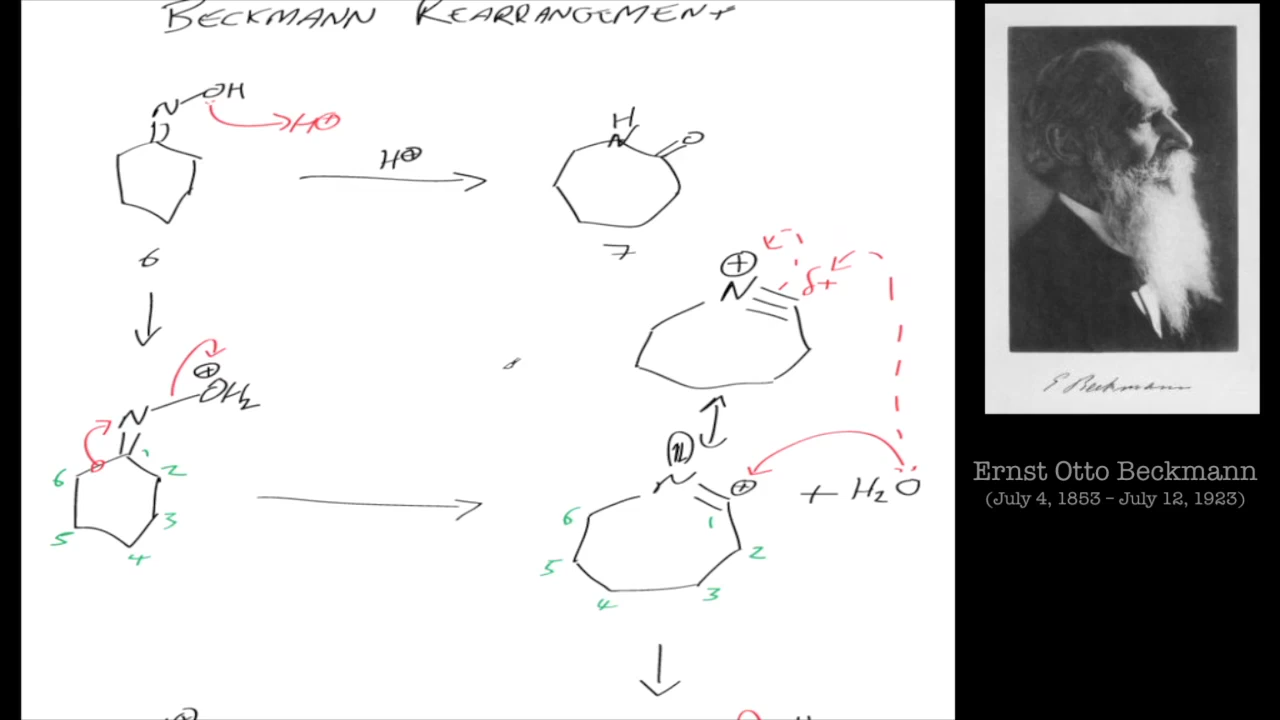 BECKMANN REARRANGEMENT
N OH
H⊕
H⊕
H
N O
6
7
⊕
N δ+
⊕
N OH2
1
2
3
4
5
6
N ⊕
+ H2O
1
2
3
4
5
6
E Beckmann
Ernst Otto Beckmann
(July 4, 1853 – July 12, 1923)